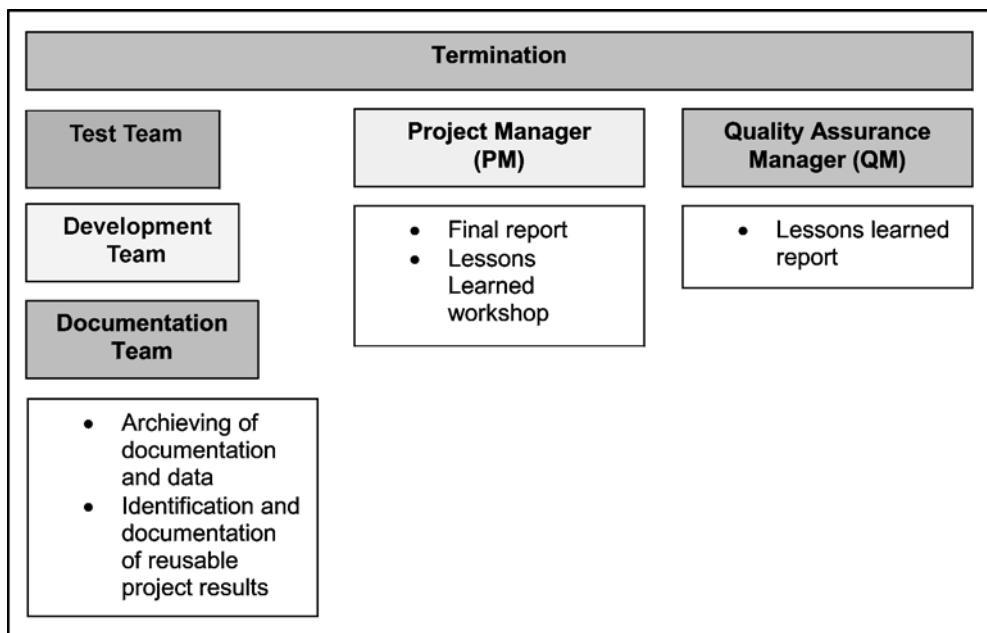 Termination
Test Team
Development
Team
Documentation
Team
• Archieving of
documentation
and data
• Identification and
documentation
of reusable
project results
Project Manager
(PM)
• Final report
• Lessons
Learned
workshop
Quality Assurance
Manager (QM)
• Lessons learned
report